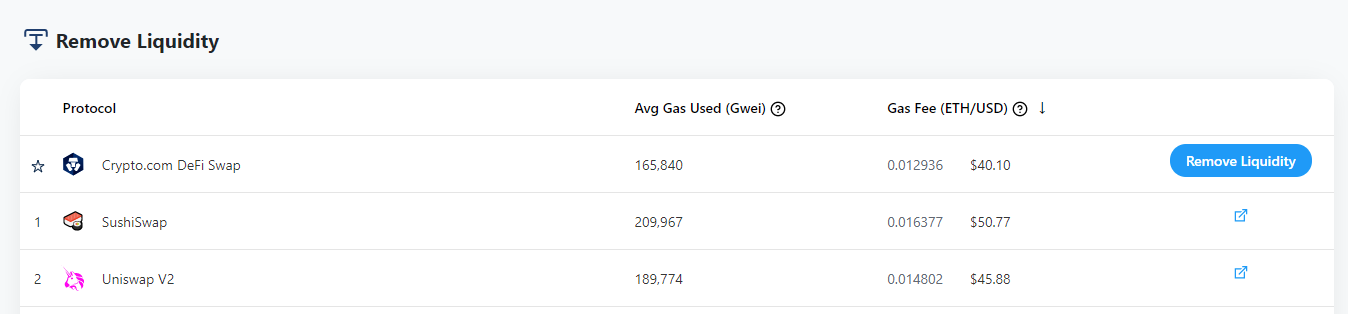 Remove Liquidity
Protocol Avg Gas Used (Gwei) Gas Fee (ETH/USD) ↓
Crypto.com DeFi Swap 165,840 0.012936 $40.10 Remove Liquidity
1 SushiSwap 209,967 0.016377 $50.77
2 Uniswap V2 189,774 0.014802 $45.88